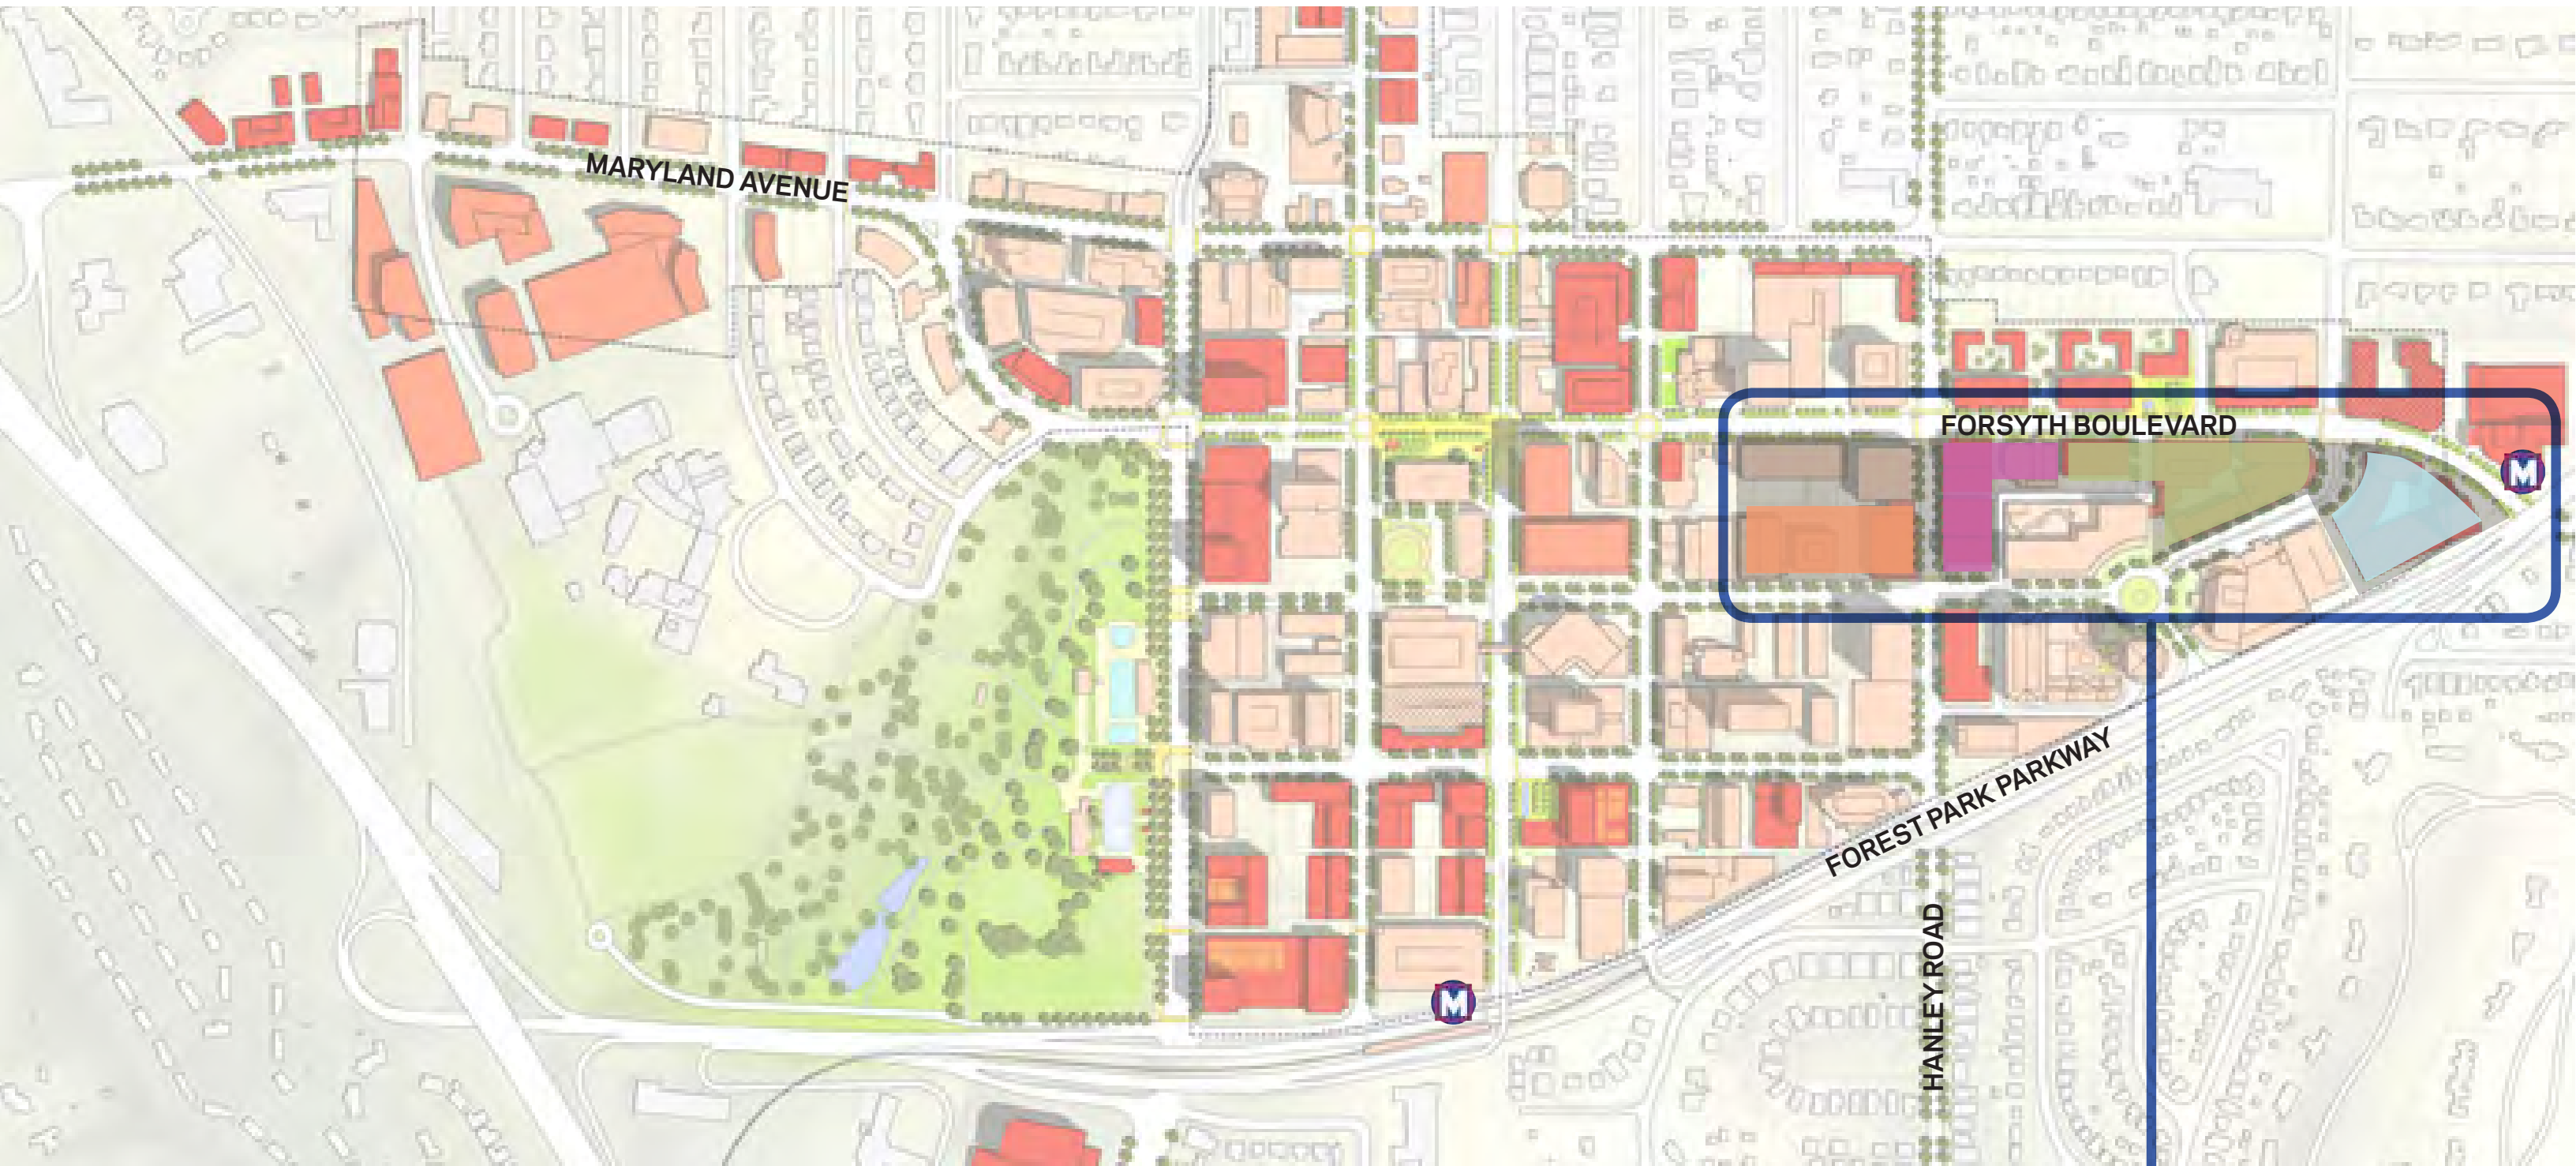 MARYLAND AVENUE
FORSYTH BOULEVARD
M
FOREST PARK PARKWAY
HANLEY ROAD
M